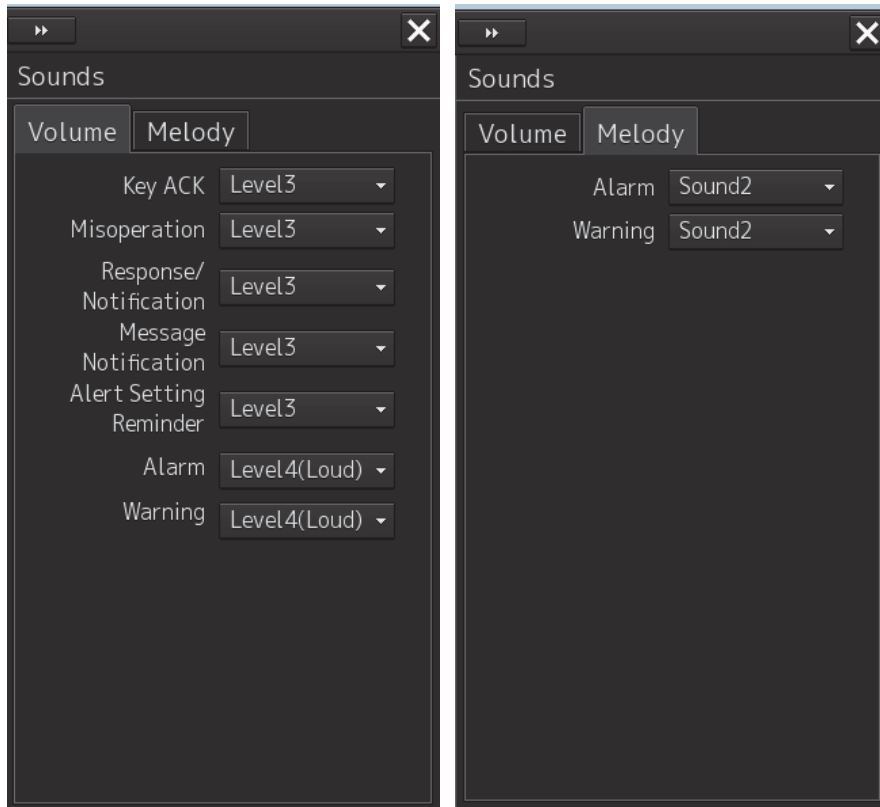 Sounds
Volume Melody
Key ACK Level3
Misoperation Level3
Response/
Notification Level3
Message
Notification Level3
Alert Setting
Reminder Level3
Alarm Level4(Loud)
Warning Level4(Loud)
Sounds
Volume Melody
Alarm Sound2
Warning Sound2